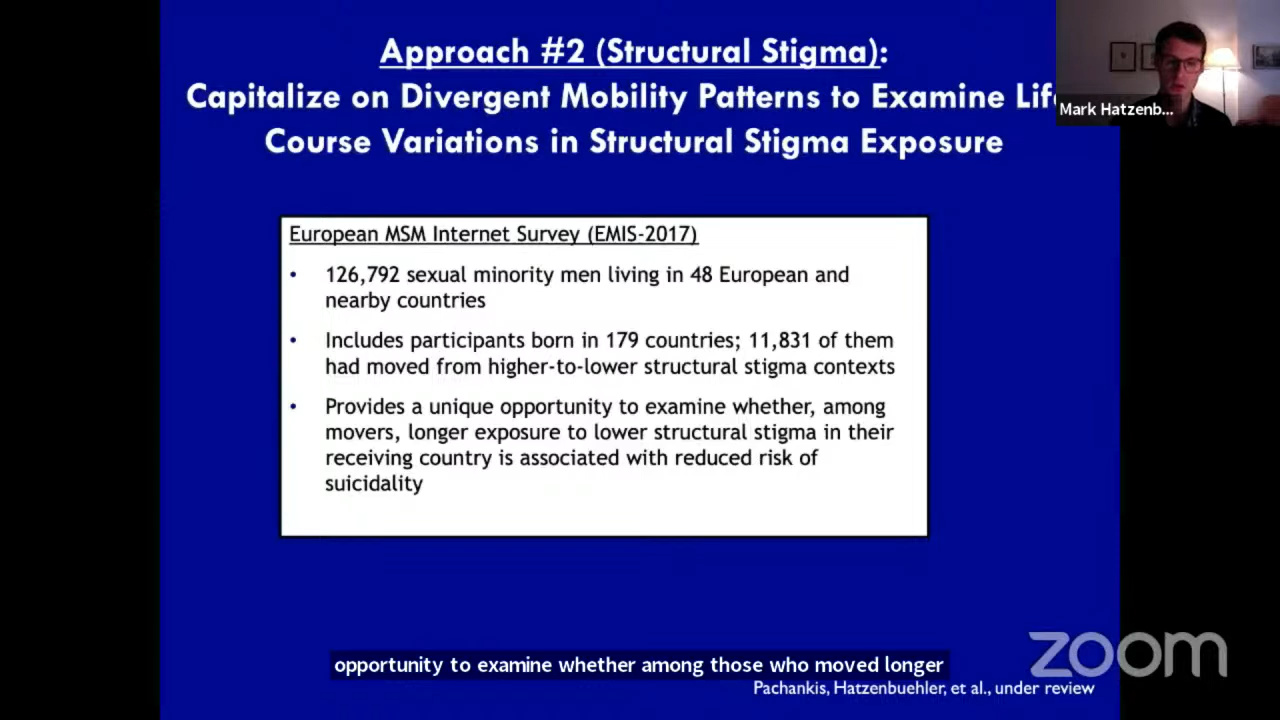 Approach #2 (Structural Stigma):
Capitalize on Divergent Mobility Patterns to Examine Life
Course Variations in Structural Stigma Exposure
Mark Hatzenb...
European MSM Internet Survey (EMIS-2017)
• 126,792 sexual minority men living in 48 European and
nearby countries
• Includes participants born in 179 countries; 11,831 of them
had moved from higher-to-lower structural stigma contexts
• Provides a unique opportunity to examine whether, among
movers, longer exposure to lower structural stigma in their
receiving country is associated with reduced risk of
suicidality
zoom
opportunity to examine whether among those who moved longer
Pachankis, Hatzenbuehler, et al., under review